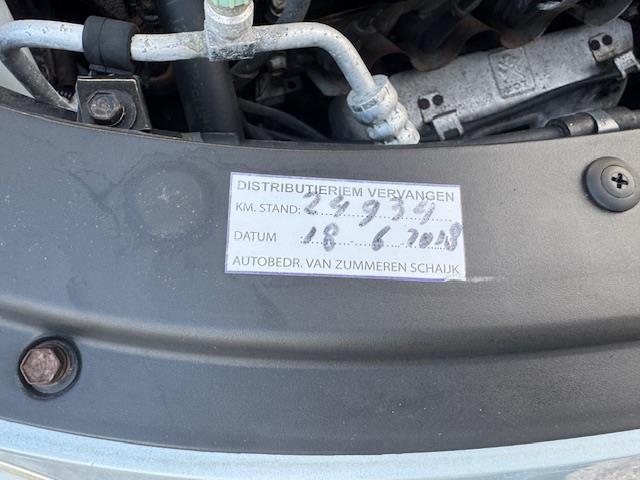 DISTRIBUTIERIEM VERVANGEN
KM. STAND: 24934
DATUM 18-6-2018
AUTOBEDR. VAN ZUMMEREN SCHAIJK